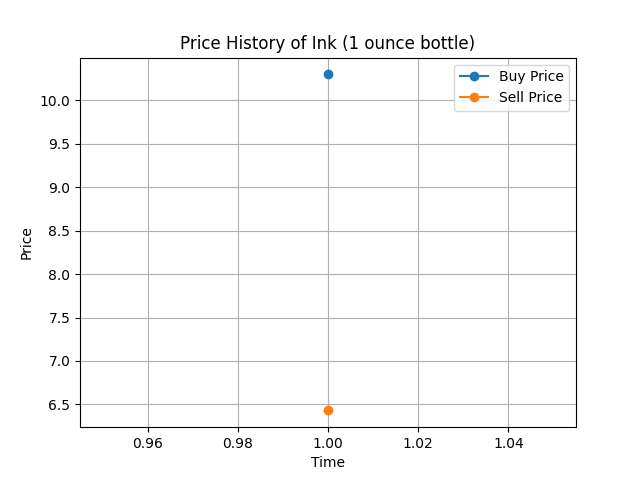 Price History of Ink (1 ounce bottle)
Buy Price
Sell Price
10.0
9.5
9.0
8.5
8.0
7.5
7.0
6.5
Price
0.96 0.98 1.00 1.02 1.04
Time